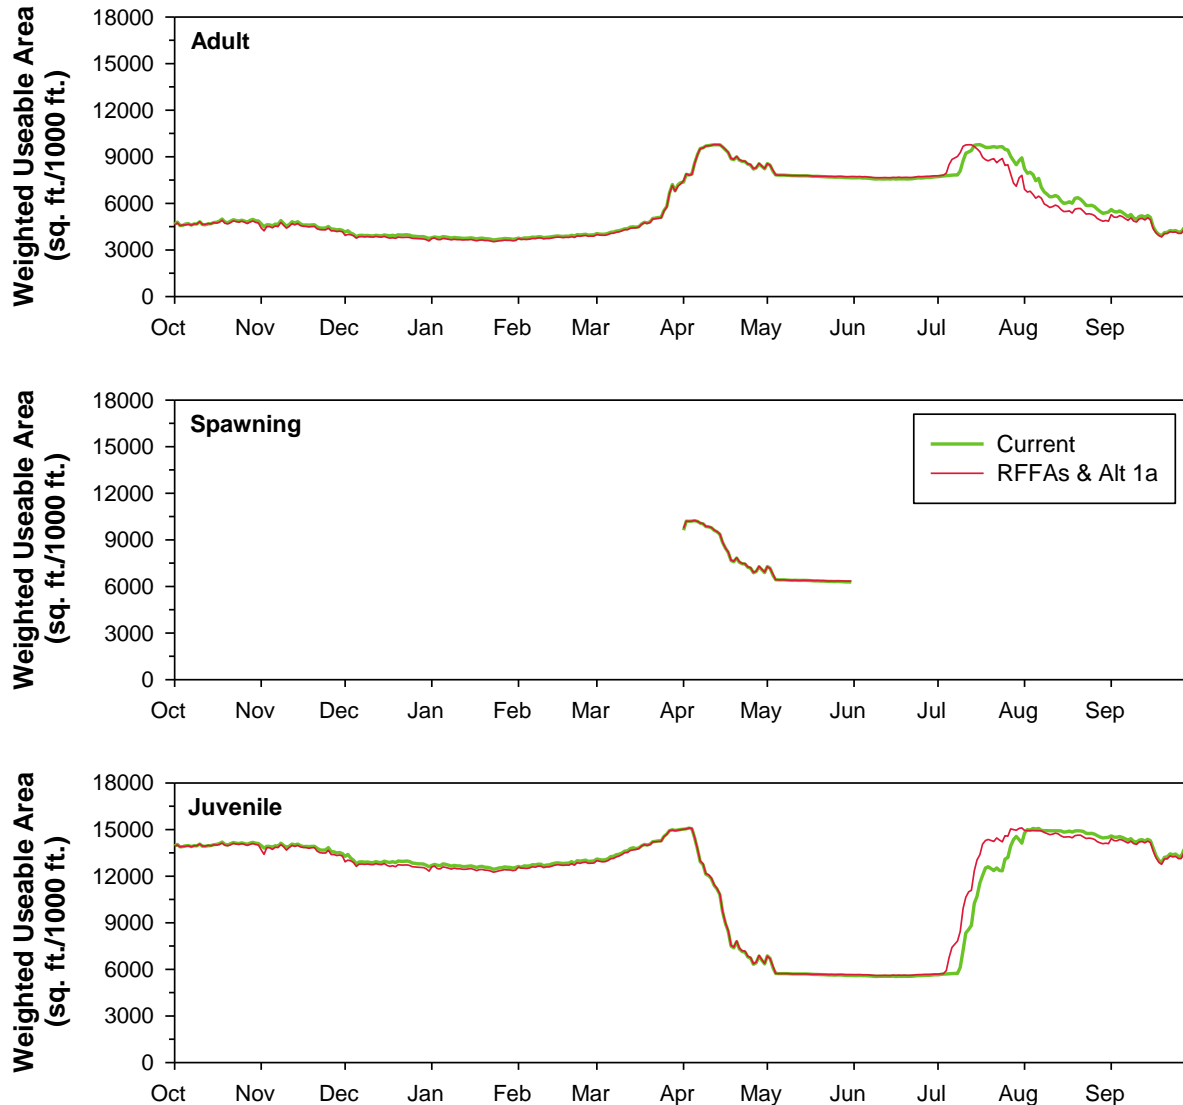 Weighted Useable Area
(sq. ft./1000 ft.)
18000
15000
12000
9000
6000
3000
0
Adult
Oct Nov Dec Jan Feb Mar Apr May Jun Jul Aug Sep
Weighted Useable Area
(sq. ft./1000 ft.)
18000
15000
12000
9000
6000
3000
0
Spawning
Current
RFFAs & Alt 1a
Oct Nov Dec Jan Feb Mar Apr May Jun Jul Aug Sep
Weighted Useable Area
(sq. ft./1000 ft.)
18000
15000
12000
9000
6000
3000
0
Juvenile
Oct Nov Dec Jan Feb Mar Apr May Jun Jul Aug Sep